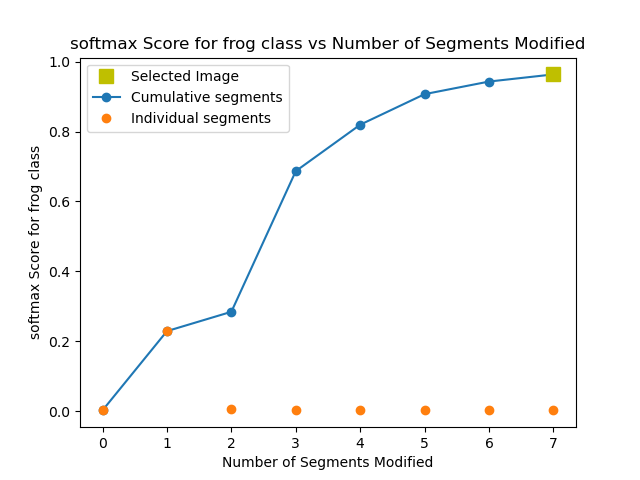 softmax Score for frog class vs Number of Segments Modified
Selected Image
Cumulative segments
Individual segments
softmax Score for frog class
1.0
0.8
0.6
0.4
0.2
0.0
0 1 2 3 4 5 6 7
Number of Segments Modified